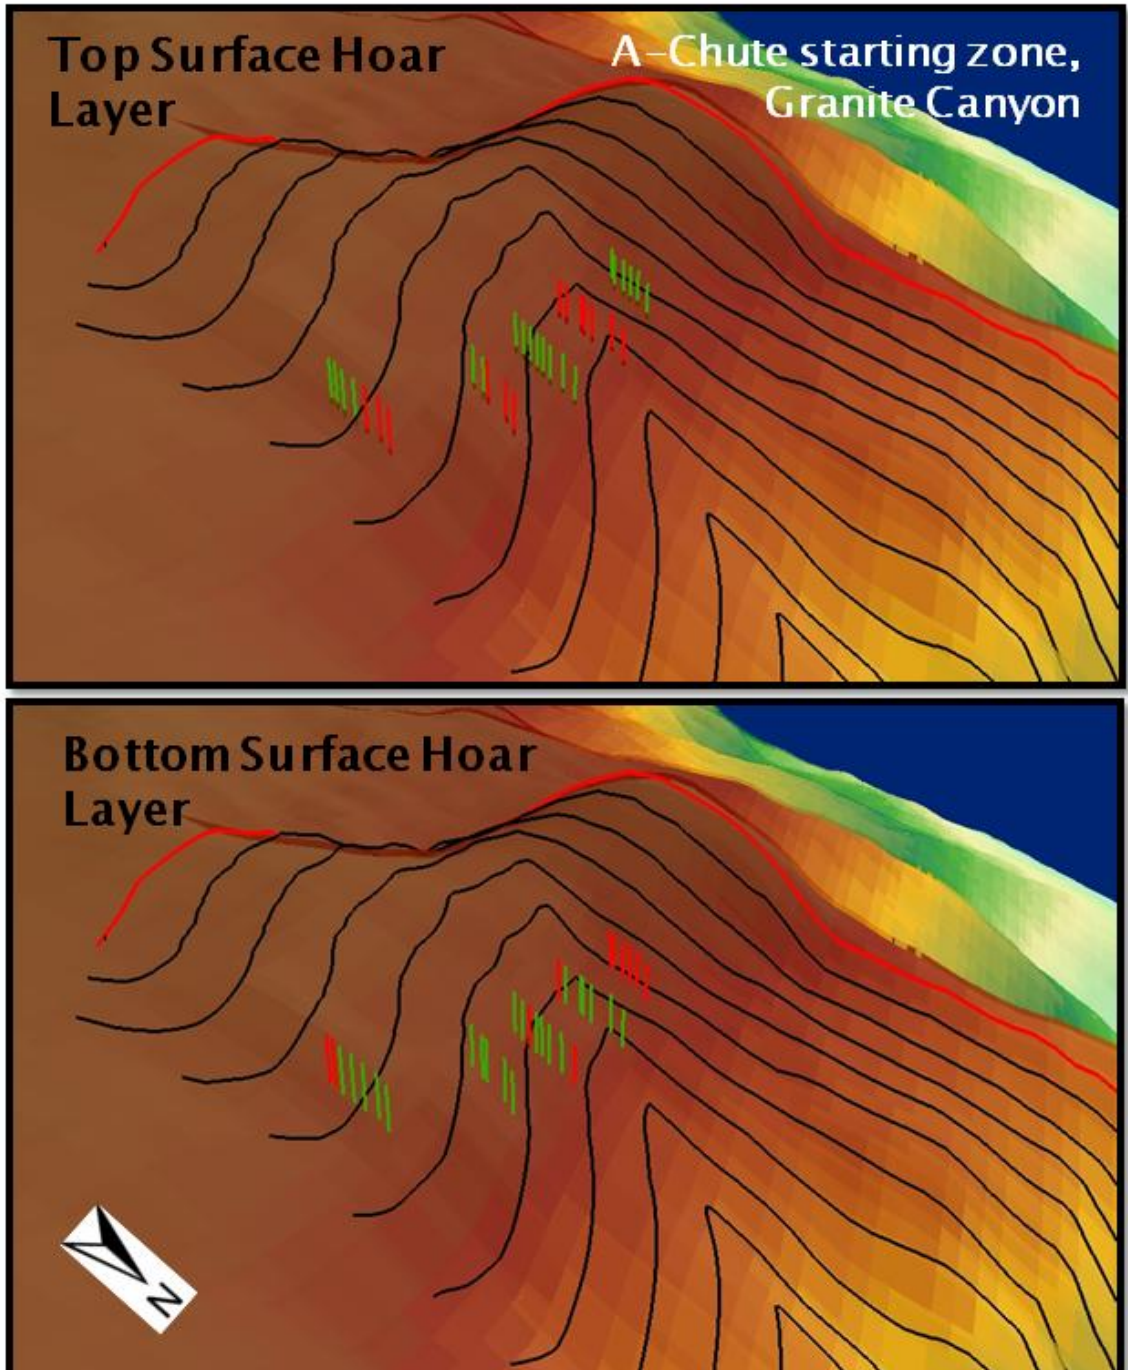 Top Surface Hoar
Layer
A-Chute starting zone,
Granite Canyon
Bottom Surface Hoar
Layer
N